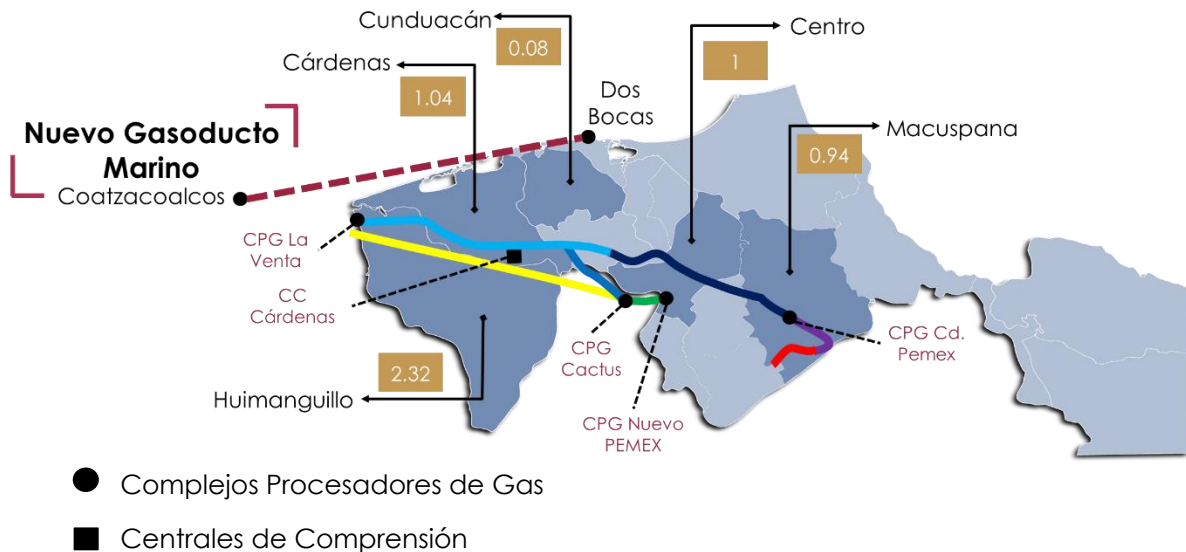 Cunduacán
0.08
Centro
1
Cárdenas
1.04
Dos
Bocas
Nuevo Gasoducto
Marino
Coatzacoalcos
Macuspana
0.94
CPG La
Venta
CC
Cárdenas
CPG
Cactus
CPG Cd.
Pemex
2.32
Huimanguillo
CPG Nuevo
PEMEX
Complejos Procesadores de Gas
Centrales de Comprensión